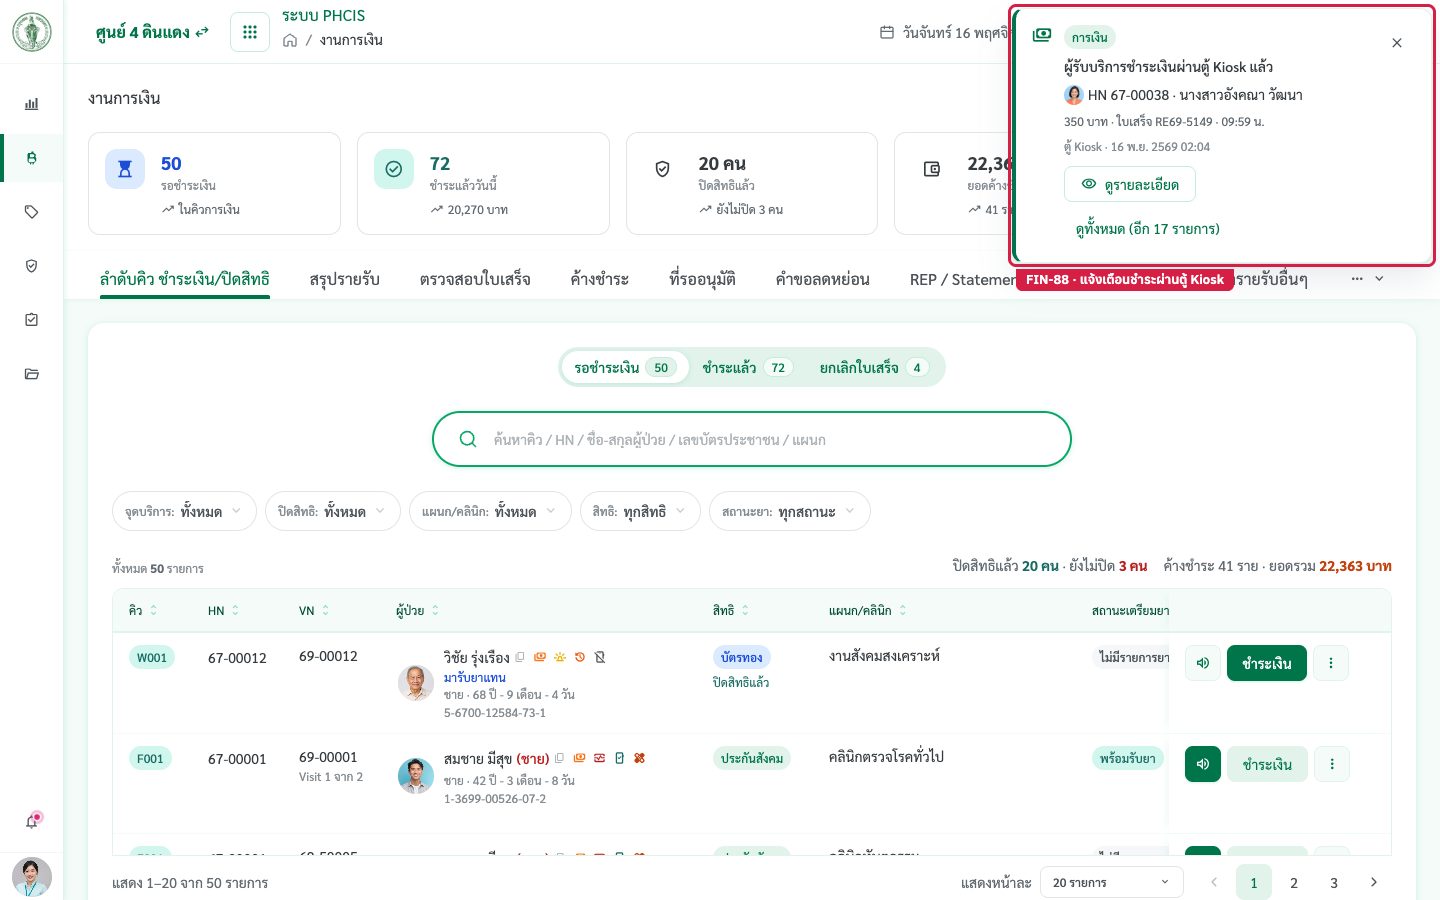 ศูนย์ 4 ดินแดง
ระบบ PHCIS
/ งานการเงิน
วันจันทร์ 16 พฤศจิ
การเงิน
ผู้รับบริการชำระเงินผ่านตู้ Kiosk แล้ว
HN 67-00038 · นางสาวอังคณา วัฒนา
350 บาท · ใบเสร็จ RE69-5149 · 09:59 น.
ตู้ Kiosk · 16 พ.ย. 2569 02:04
ดูรายละเอียด
ดูทั้งหมด (อีก 17 รายการ)
FIN-88 · แจ้งเตือนชำระผ่านตู้ Kiosk
งานการเงิน
50
รอชำระเงิน
ในคิวการเงิน
72
ชำระแล้ววันนี้
20,270 บาท
20 คน
ปิดสิทธิแล้ว
ยังไม่ปิด 3 คน
22,36
ยอดค้าง
41 รา
ลำดับคิว ชำระเงิน/ปิดสิทธิ สรุปรายรับ ตรวจสอบใบเสร็จ ค้างชำระ ที่รออนุมัติ คำขอลดหย่อน REP / Statemen รายรับอื่นๆ
รอชำระเงิน 50 ชำระแล้ว 72 ยกเลิกใบเสร็จ 4
ค้นหาคิว / HN / ชื่อ-สกุลผู้ป่วย / เลขบัตรประชาชน / แผนก
จุดบริการ: ทั้งหมด ปิดสิทธิ: ทั้งหมด แผนก/คลินิก: ทั้งหมด สิทธิ: ทุกสิทธิ สถานะยา: ทุกสถานะ
ทั้งหมด 50 รายการ
ปิดสิทธิแล้ว 20 คน · ยังไม่ปิด 3 คน ค้างชำระ 41 ราย · ยอดรวม 22,363 บาท
คิว HN VN ผู้ป่วย สิทธิ แผนก/คลินิก สถานะเตรียมยา
W001 67-00012 69-00012 วิชัย รุ่งเรือง บัตรทอง งานสังคมสงเคราะห์ ไม่มีรายการยา ชำระเงิน
มารับยาแทน
ปิดสิทธิแล้ว
ชาย · 68 ปี - 9 เดือน - 4 วัน
5-6700-12584-73-1
F001 67-00001 69-00001 สมชาย มีสุข (ชาย) ประกันสังคม คลินิกตรวจโรคทั่วไป พร้อมรับยา ชำระเงิน
Visit 1 จาก 2
ชาย · 42 ปี - 3 เดือน - 8 วัน
1-3699-00526-07-2
แสดง 1–20 จาก 50 รายการ
แสดงหน้าละ 20 รายการ 1 2 3